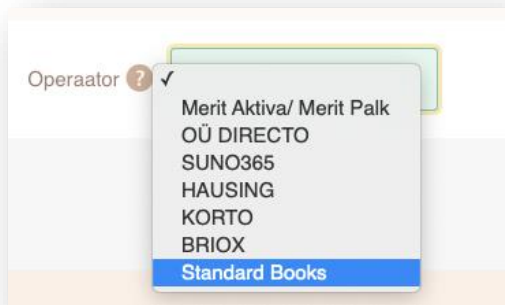 Operaator ? ✓
Merit Aktiva/ Merit Palk
OÜ DIRECTO
SUNO365
HAUSING
KORTO
BRIOX
Standard Books